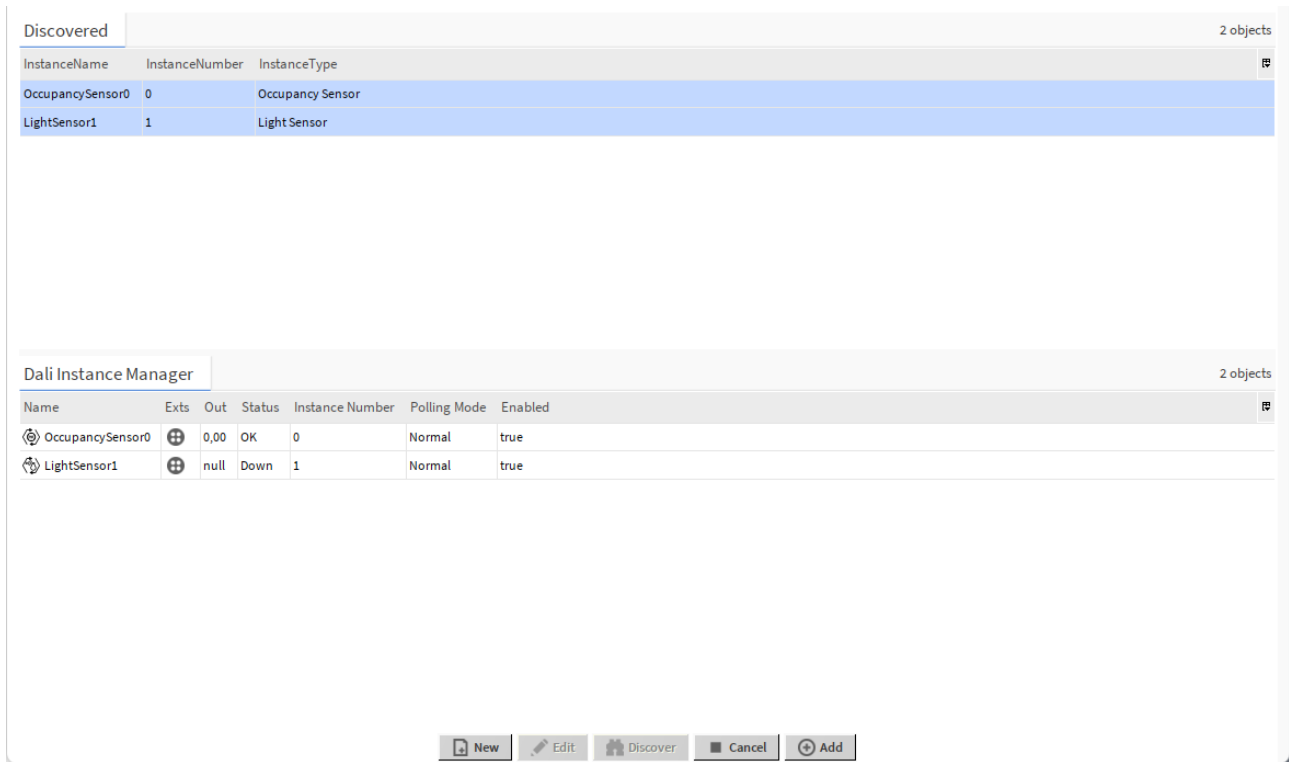 Discovered 2 objects
InstanceName InstanceNumber InstanceType
OccupancySensor0 0 Occupancy Sensor
LightSensor1 1 Light Sensor
Dali Instance Manager 2 objects
Name Exts Out Status Instance Number Polling Mode Enabled
OccupancySensor0 0,00 OK 0 Normal true
LightSensor1 null Down 1 Normal true
New Edit Discover Cancel Add